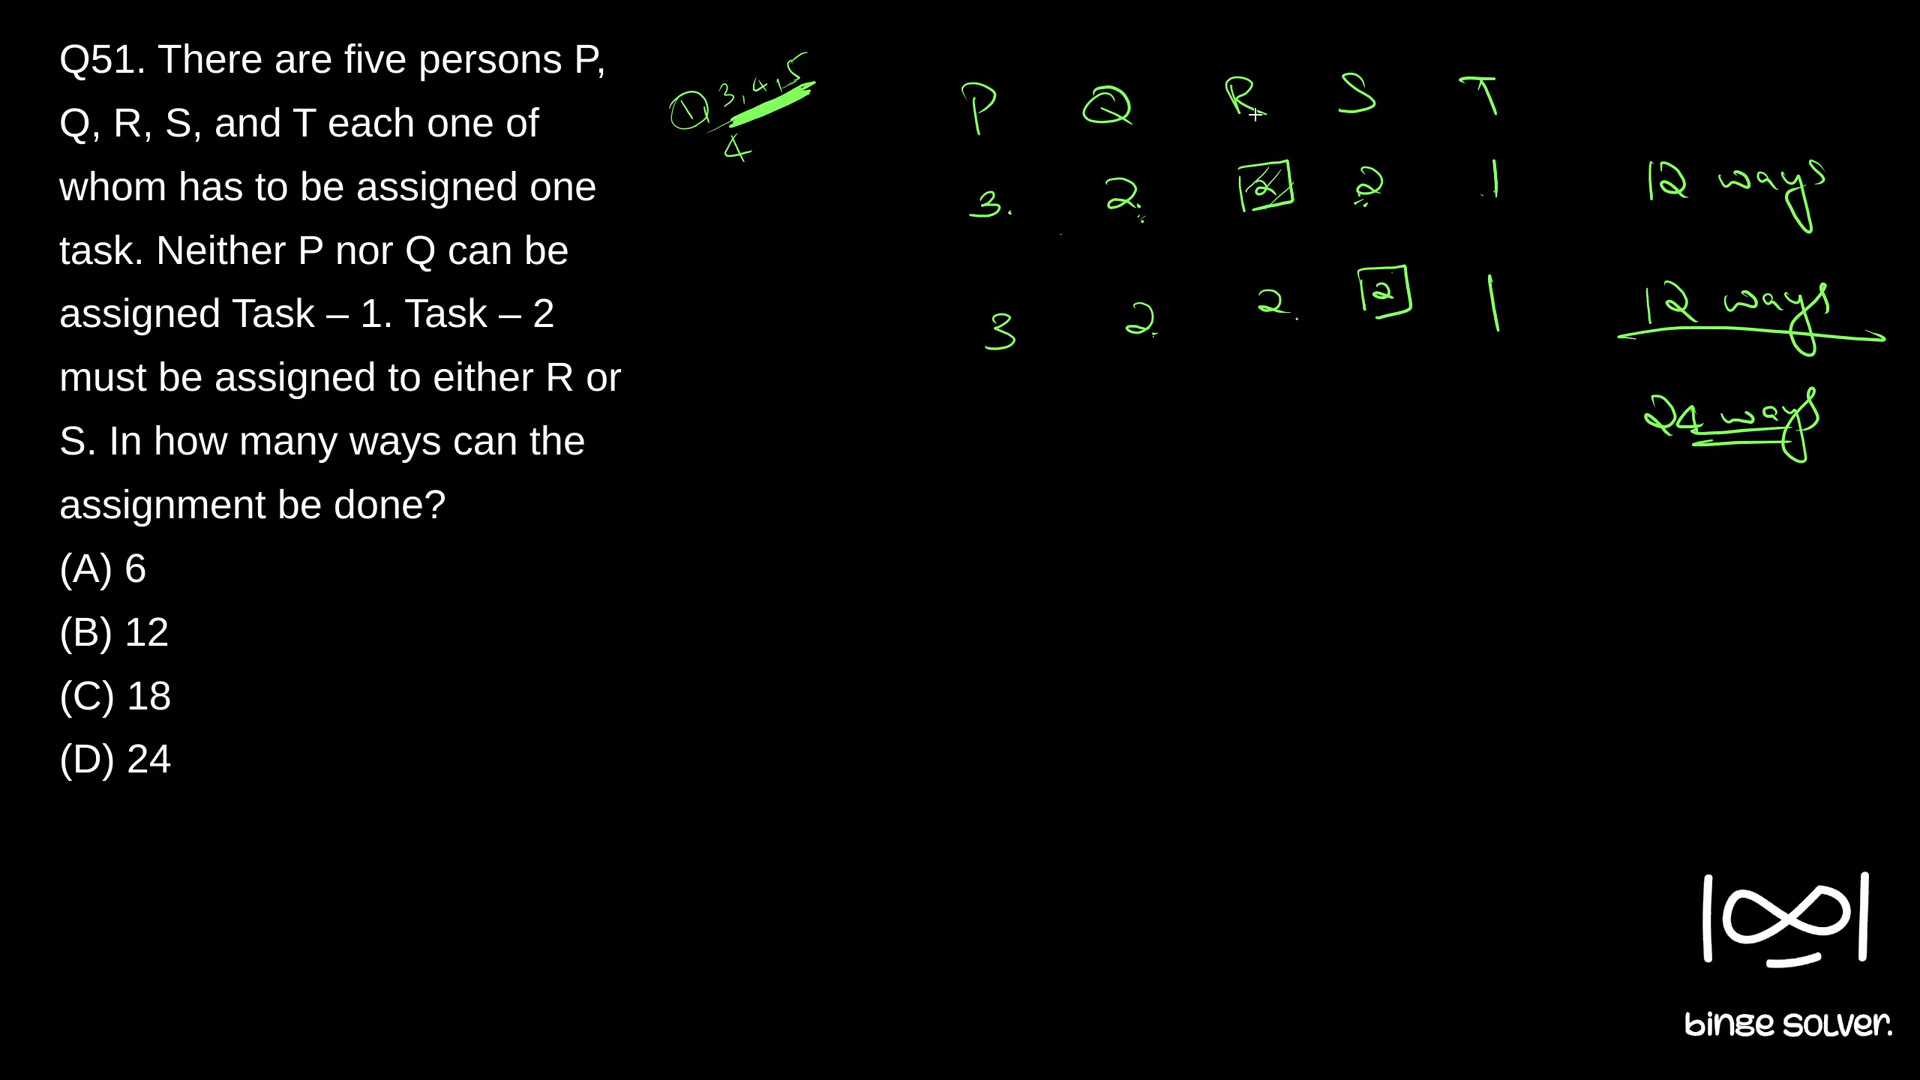 Q51. There are five persons P,
Q, R, S, and T each one of
whom has to be assigned one
task. Neither P nor Q can be
assigned Task – 1. Task – 2
must be assigned to either R or
S. In how many ways can the
assignment be done?
(A) 6
(B) 12
(C) 18
(D) 24
1, 3, 4, 5
4
P Q R S T
3. 2. 2 2 1 12 ways
3 2. 2. 2 1 12 ways
24 ways
binge solver.